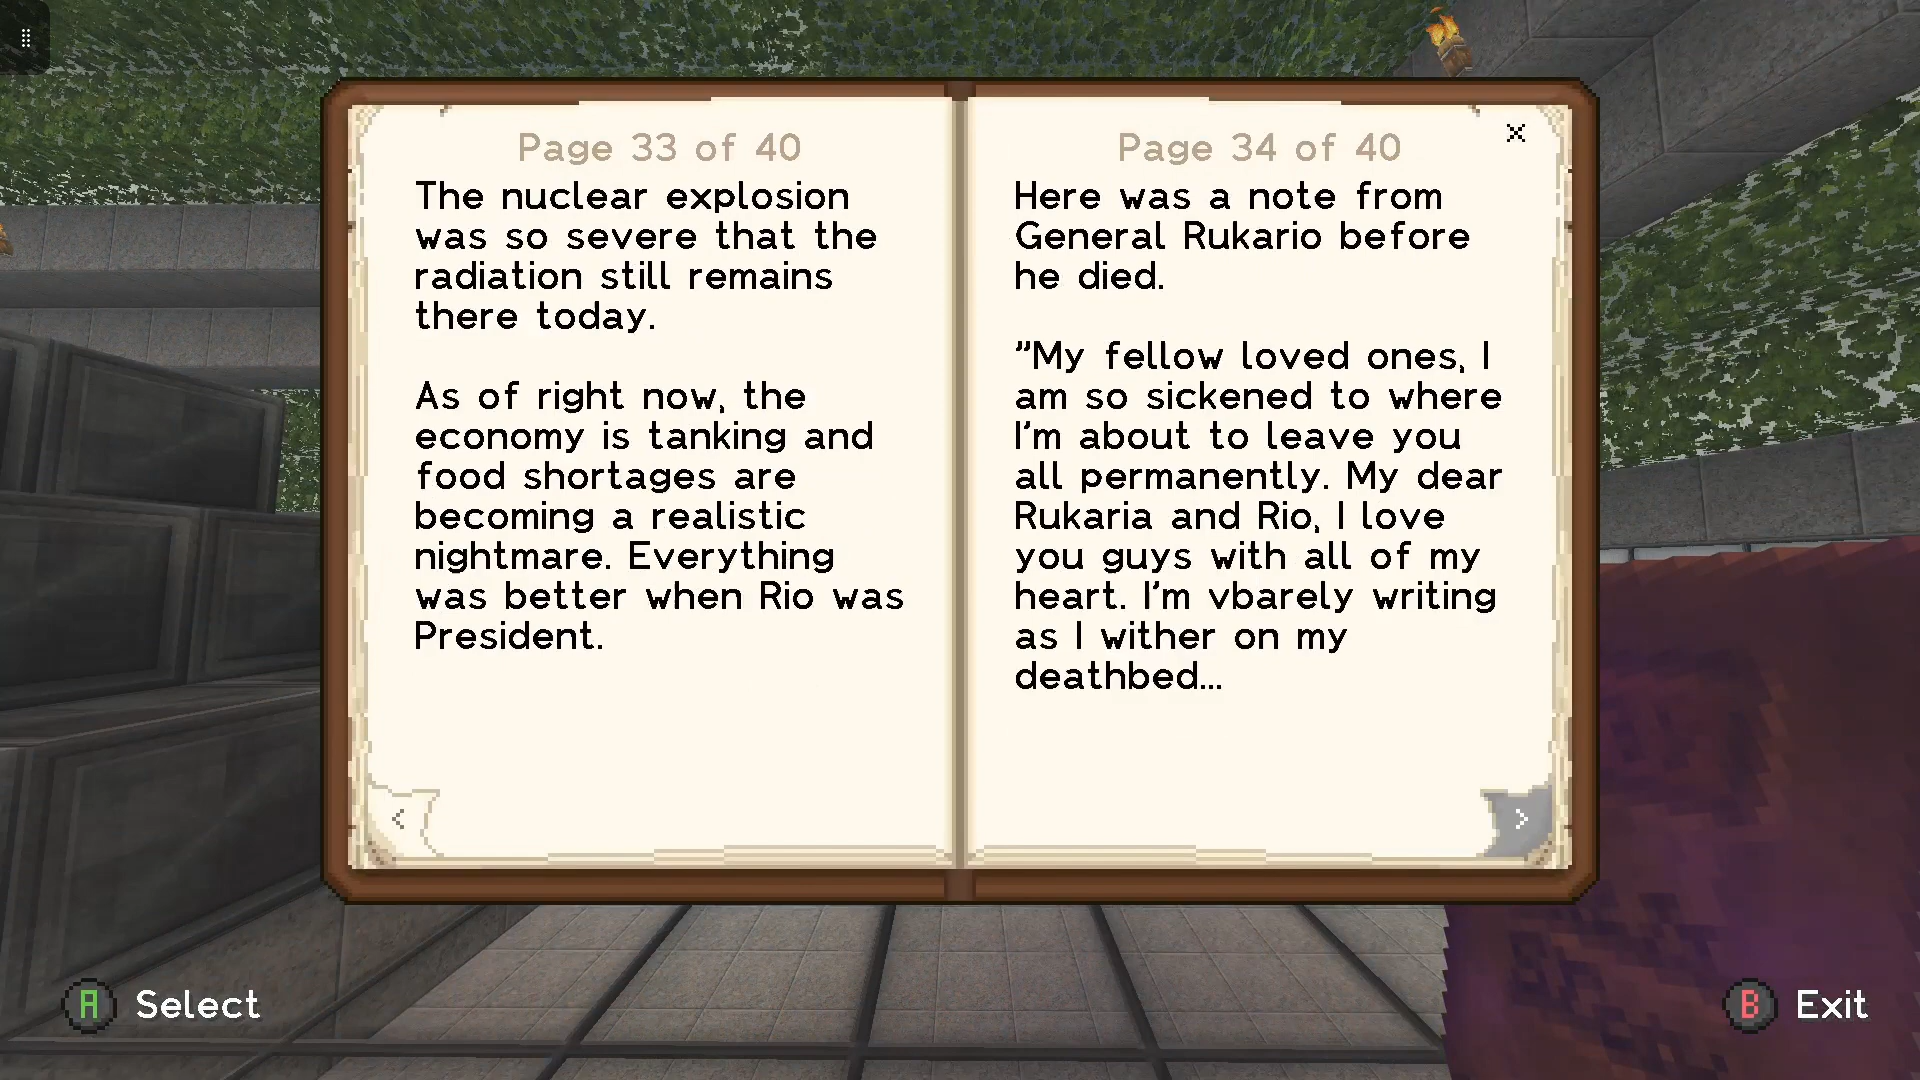 Page 33 of 40
The nuclear explosion
was so severe that the
radiation still remains
there today.
As of right now, the
economy is tanking and
food shortages are
becoming a realistic
nightmare. Everything
was better when Rio was
President.
Page 34 of 40
Here was a note from
General Rukario before
he died.
"My fellow loved ones, I
am so sickened to where
I'm about to leave you
all permanently. My dear
Rukaria and Rio, I love
you guys with all of my
heart. I'm vbarely writing
as I wither on my
deathbed...
A Select
B Exit